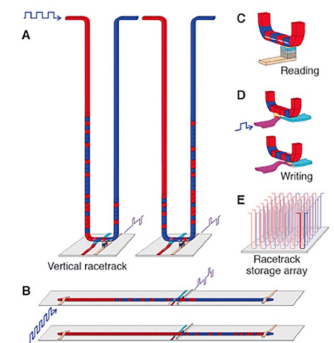 A
Vertical racetrack
B
C
Reading
D
Writing
E
Racetrack
storage array